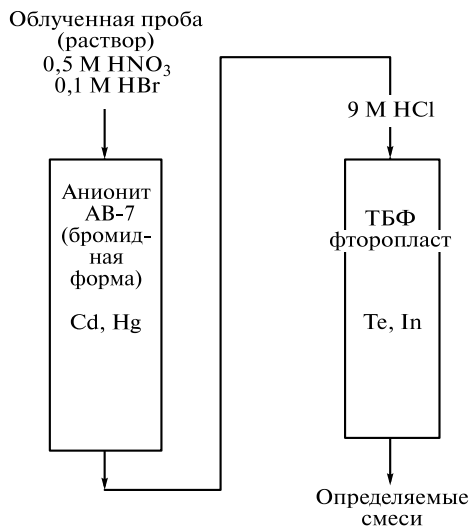 Облученная проба
(раствор)
0,5 M HNO₃
0,1 M HBr
9 M HCl
Анионит
АВ-7
(бромид-
ная
форма)
Cd, Hg
ТБФ
фторопласт
Te, In
Определяемые
смеси